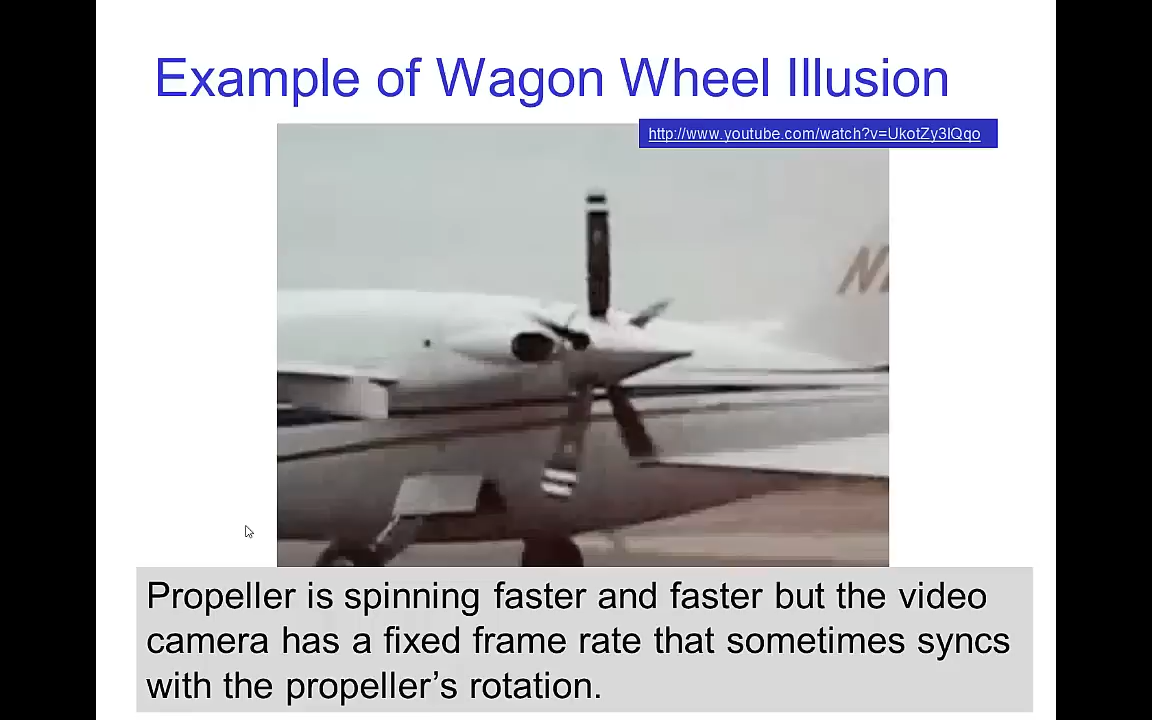 Example of Wagon Wheel Illusion
http://www.youtube.com/watch?v=UkotZy3IQqo
N
Propeller is spinning faster and faster but the video
camera has a fixed frame rate that sometimes syncs
with the propeller’s rotation.